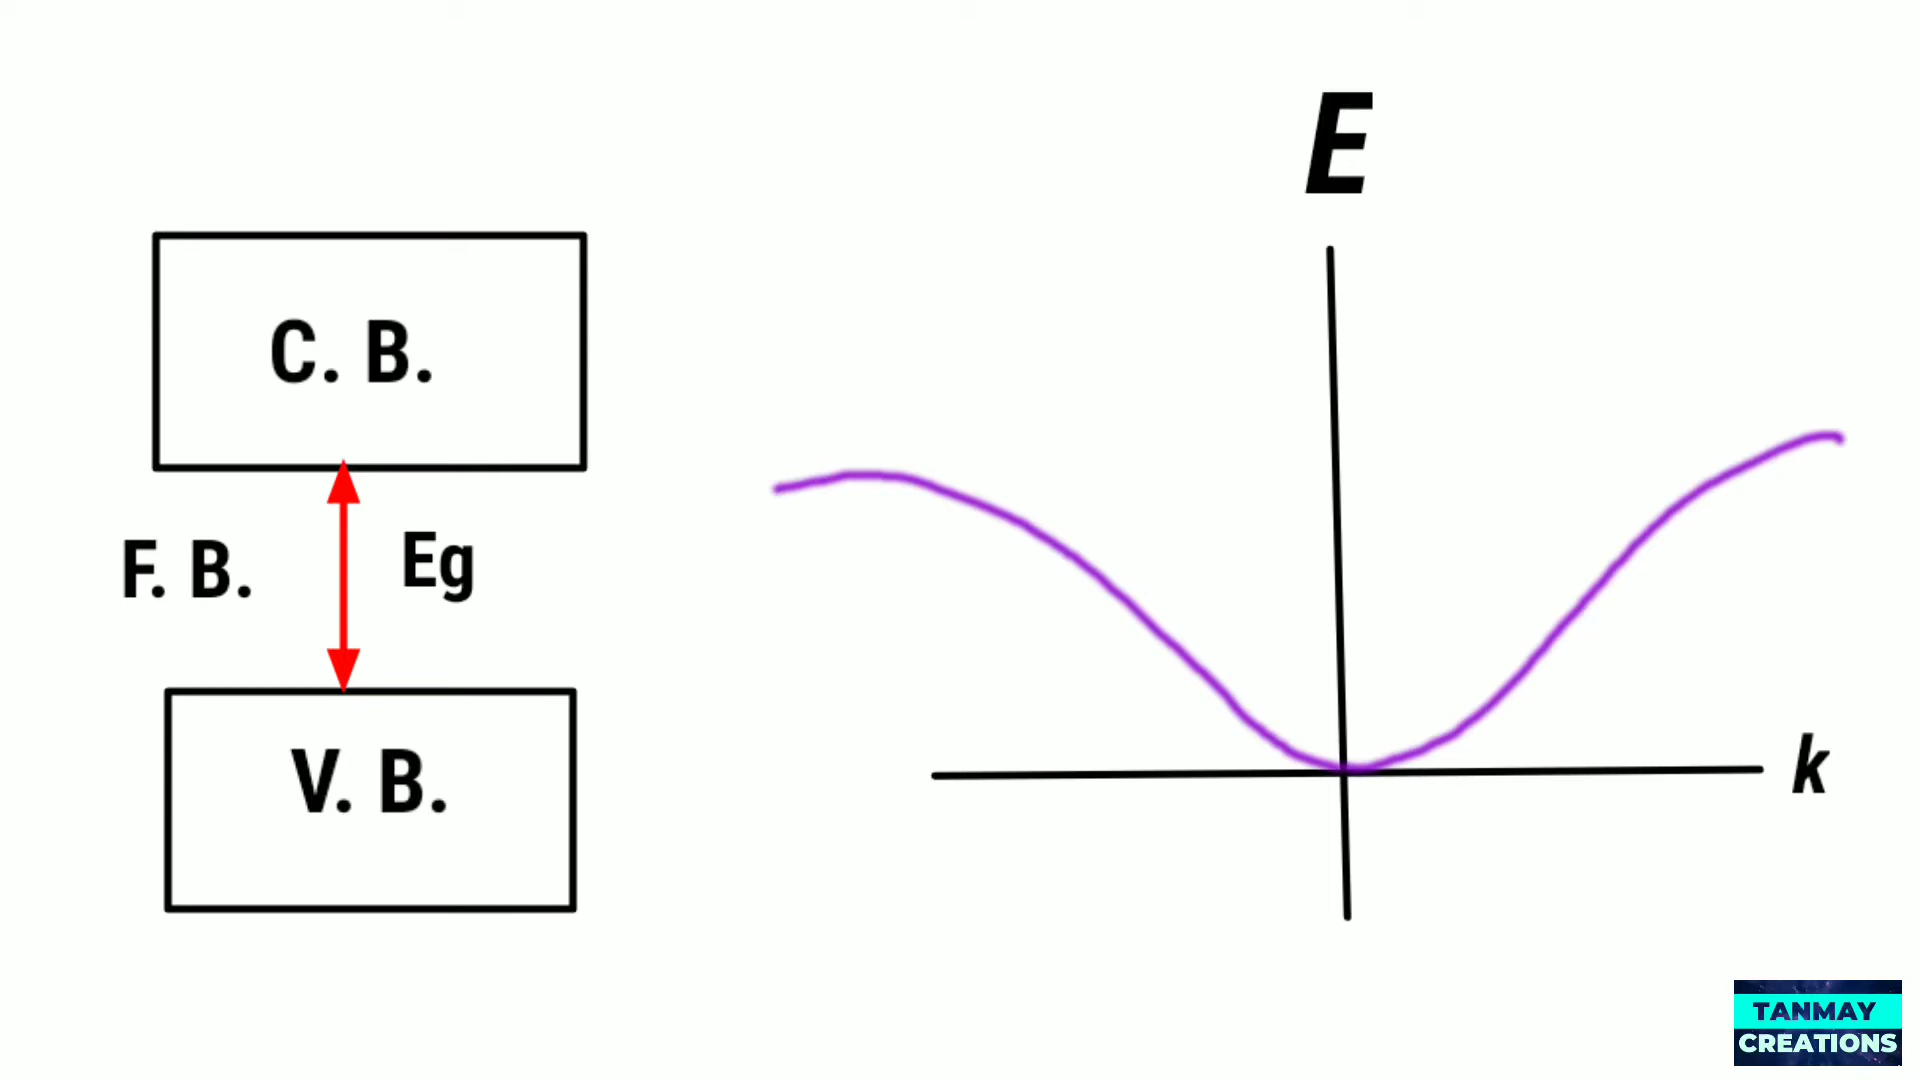 C. B.
F. B.
Eg
V. B.
E
k
TANMAY
CREATIONS